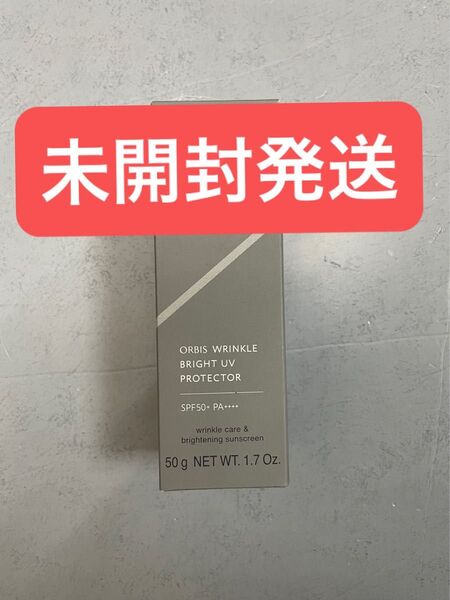 未開封発送
ORBIS WRINKLE
BRIGHT UV
PROTECTOR
SPF50+ PA++++
wrinkle care &
brightening sunscreen
50 g NET WT. 1.7 Oz.